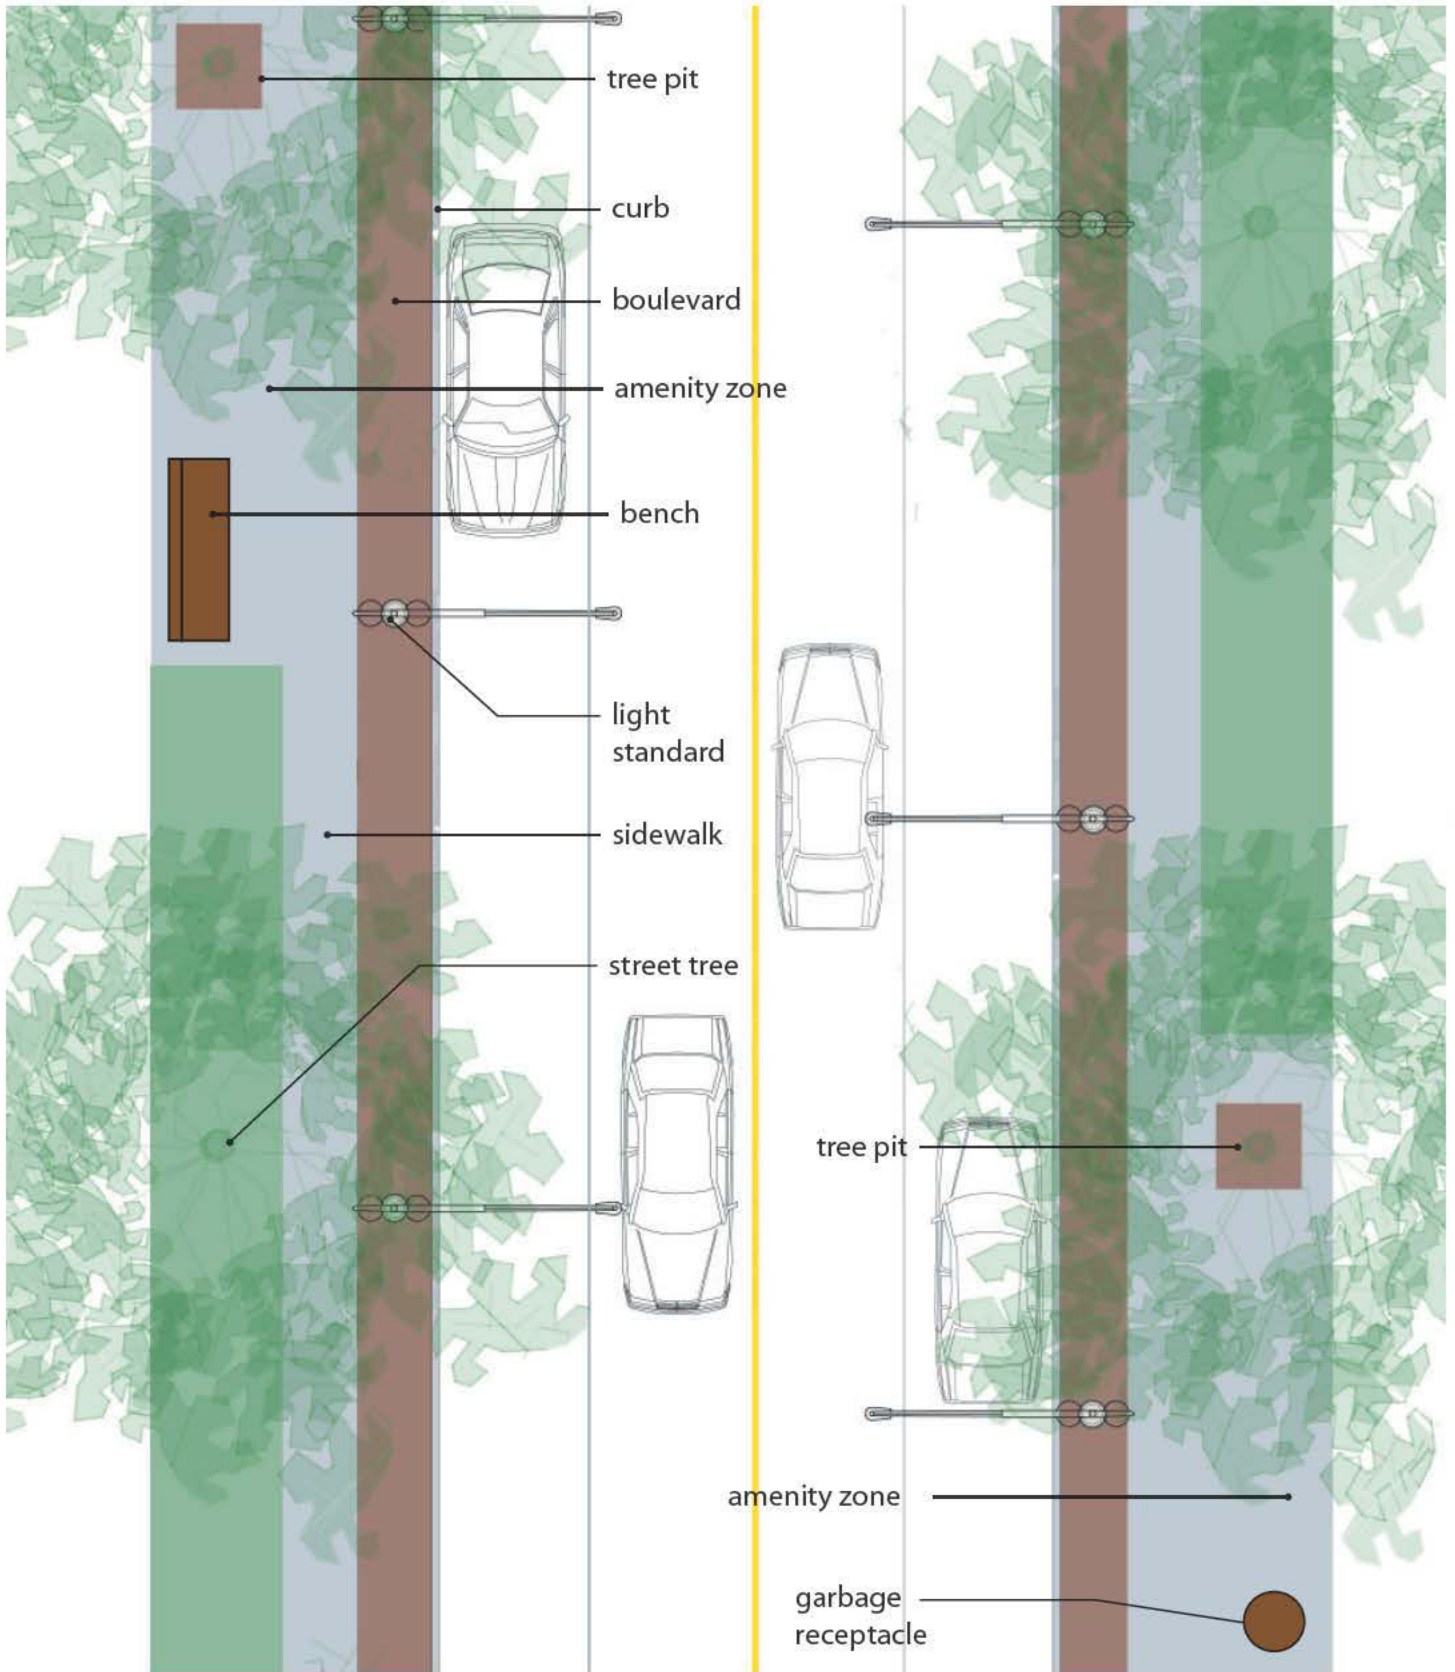 tree pit
curb
boulevard
amenity zone
bench
light
standard
sidewalk
street tree
tree pit
amenity zone
garbage
receptacle